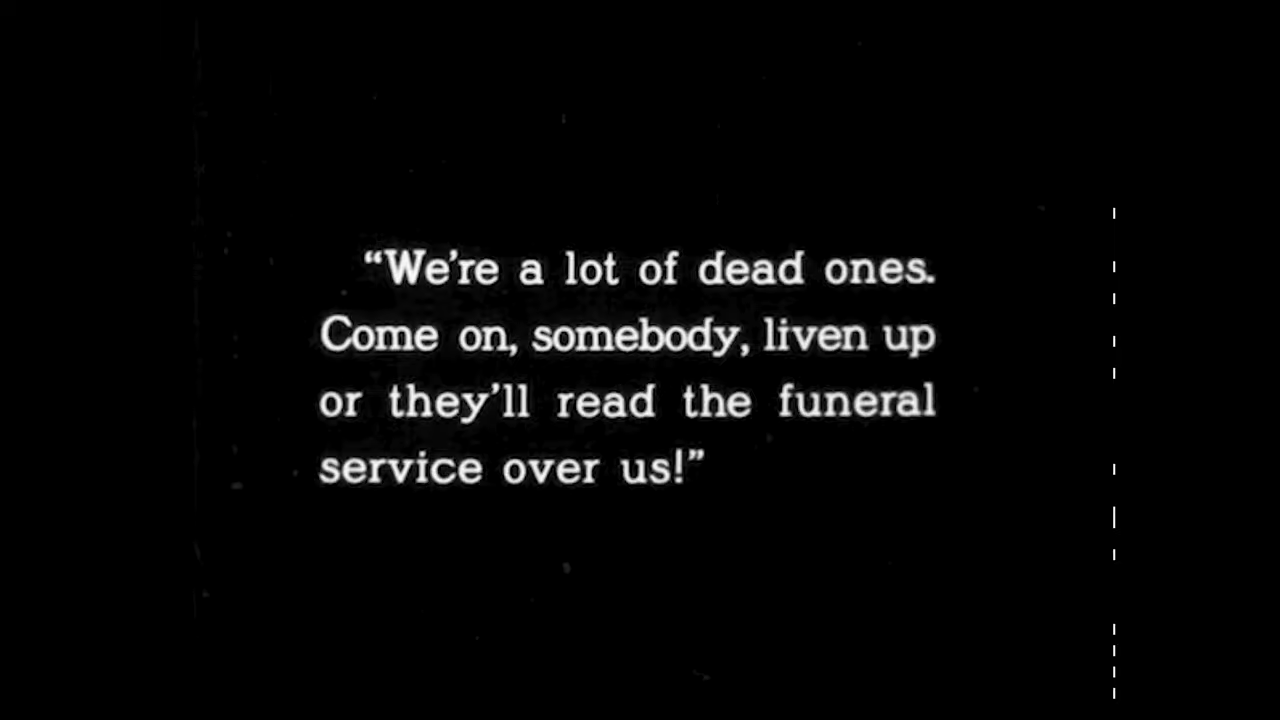 “We’re a lot of dead ones.
Come on, somebody, liven up
or they’ll read the funeral
service over us!”